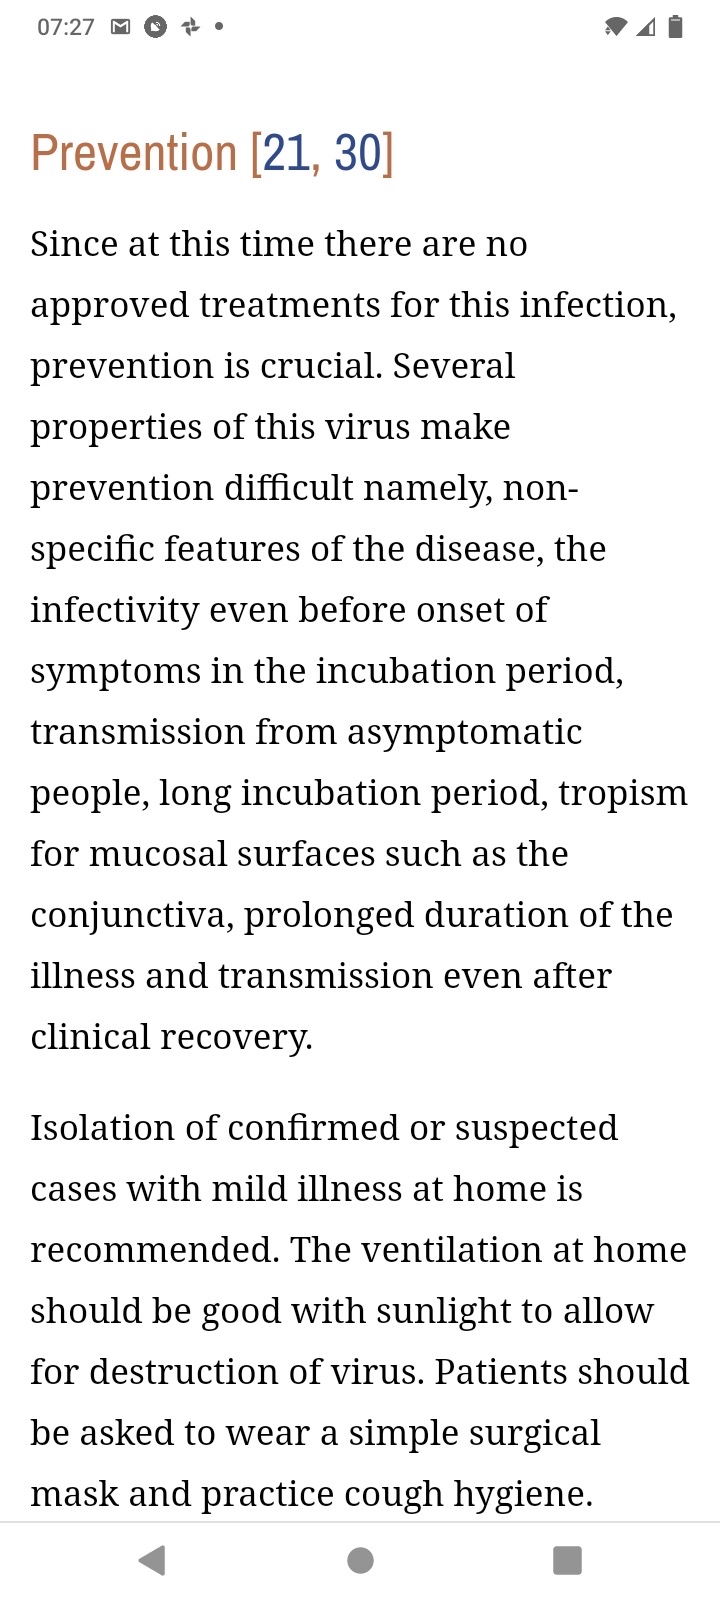 07:27
Prevention [21, 30]
Since at this time there are no
approved treatments for this infection,
prevention is crucial. Several
properties of this virus make
prevention difficult namely, non-
specific features of the disease, the
infectivity even before onset of
symptoms in the incubation period,
transmission from asymptomatic
people, long incubation period, tropism
for mucosal surfaces such as the
conjunctiva, prolonged duration of the
illness and transmission even after
clinical recovery.
Isolation of confirmed or suspected
cases with mild illness at home is
recommended. The ventilation at home
should be good with sunlight to allow
for destruction of virus. Patients should
be asked to wear a simple surgical
mask and practice cough hygiene.